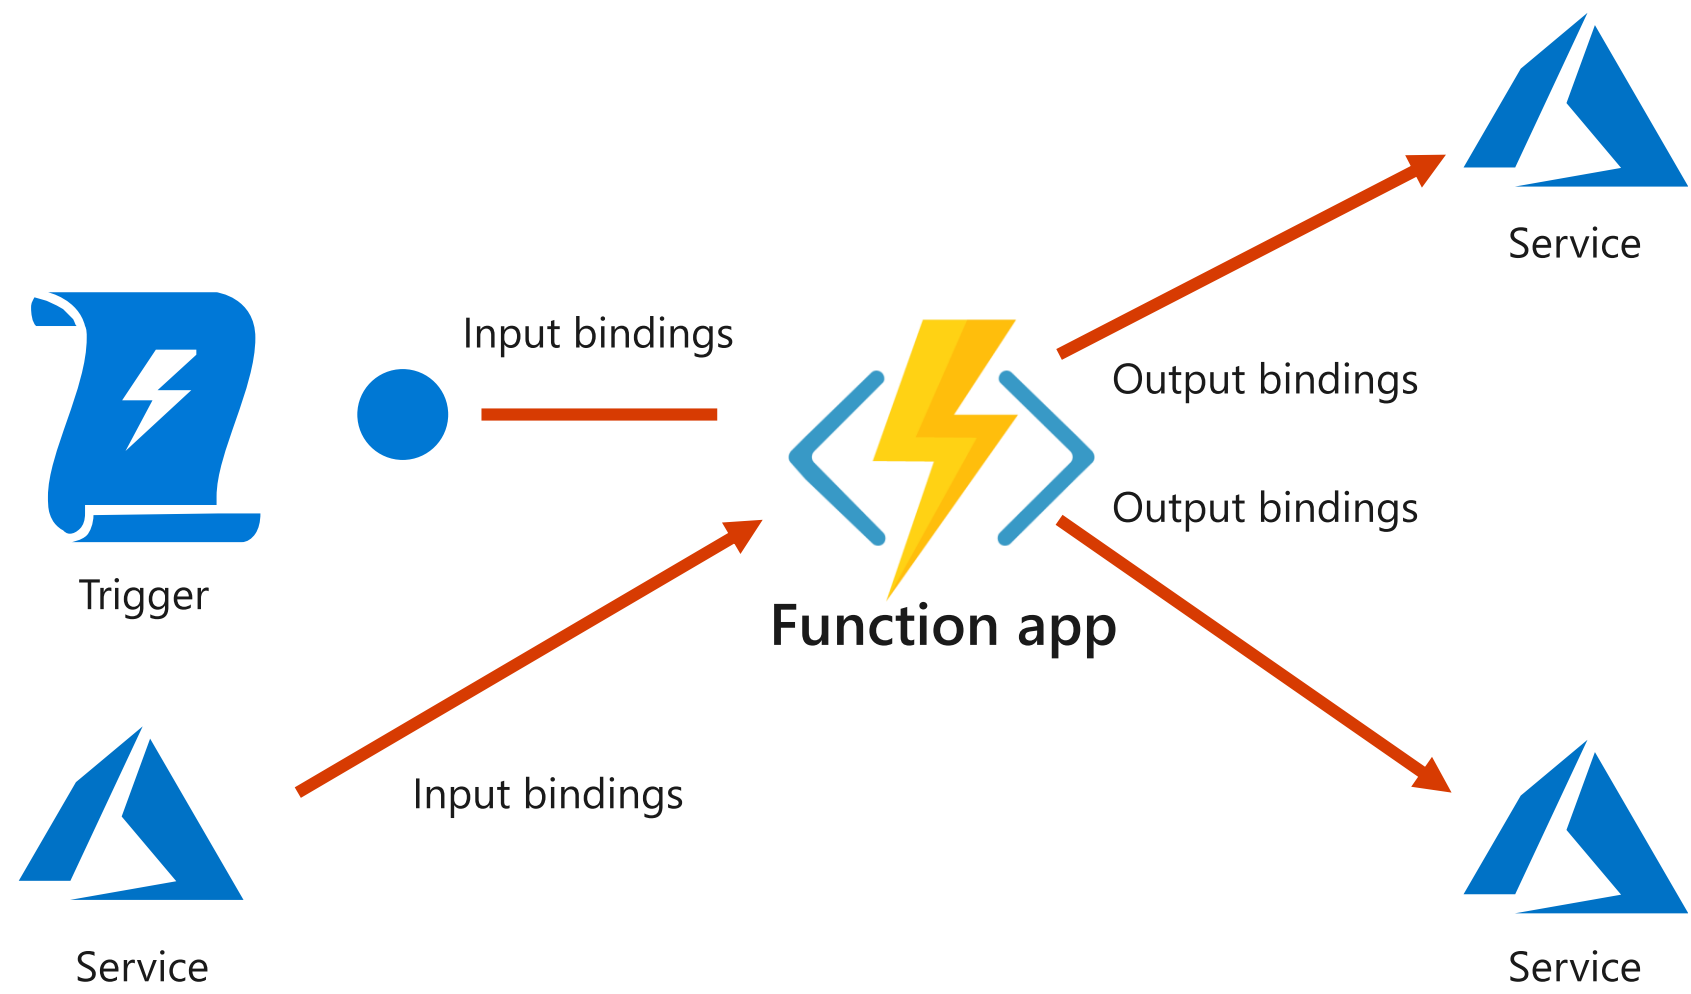 Service
Input bindings
Output bindings
Output bindings
Trigger
Function app
Input bindings
Service
Service